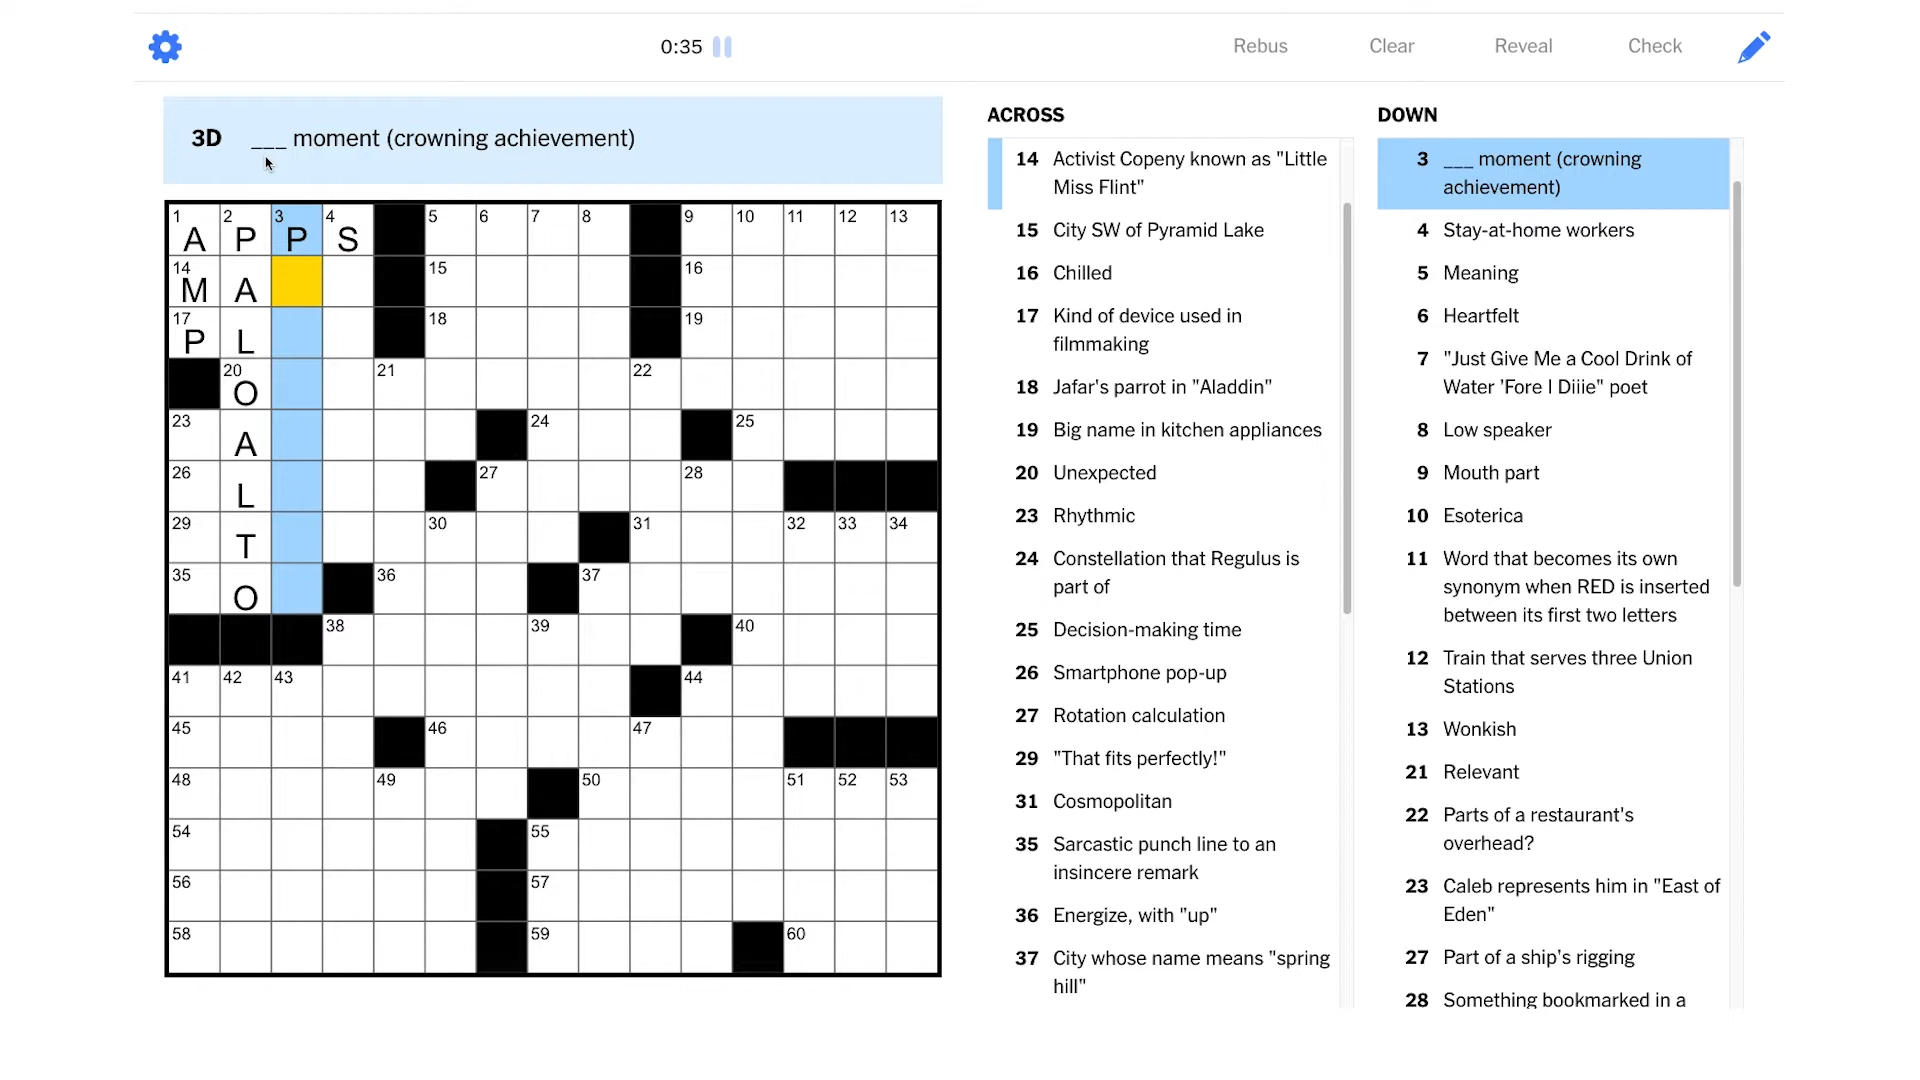 0:35
Rebus
Clear
Reveal
Check
3D ___ moment (crowning achievement)
1 2 3 4 5 6 7 8 9 10 11 12 13
A P P S
14 15 16
M A
17 18 19
P L
20 21 22
O
23 24 25
A
26 27 28
L
29 30 31 32 33 34
T
35 36 37
O
38 39 40
41 42 43 44
45 46 47
48 49 50 51 52 53
54 55
56 57
58 59 60
ACROSS
14 Activist Copeny known as "Little
Miss Flint"
15 City SW of Pyramid Lake
16 Chilled
17 Kind of device used in
filmmaking
18 Jafar's parrot in "Aladdin"
19 Big name in kitchen appliances
20 Unexpected
23 Rhythmic
24 Constellation that Regulus is
part of
25 Decision-making time
26 Smartphone pop-up
27 Rotation calculation
29 "That fits perfectly!"
31 Cosmopolitan
35 Sarcastic punch line to an
insincere remark
36 Energize, with "up"
37 City whose name means "spring
hill"
DOWN
3 ___ moment (crowning
achievement)
4 Stay-at-home workers
5 Meaning
6 Heartfelt
7 "Just Give Me a Cool Drink of
Water 'Fore I Diiie" poet
8 Low speaker
9 Mouth part
10 Esoterica
11 Word that becomes its own
synonym when RED is inserted
between its first two letters
12 Train that serves three Union
Stations
13 Wonkish
21 Relevant
22 Parts of a restaurant's
overhead?
23 Caleb represents him in "East of
Eden"
27 Part of a ship's rigging
28 Something bookmarked in a